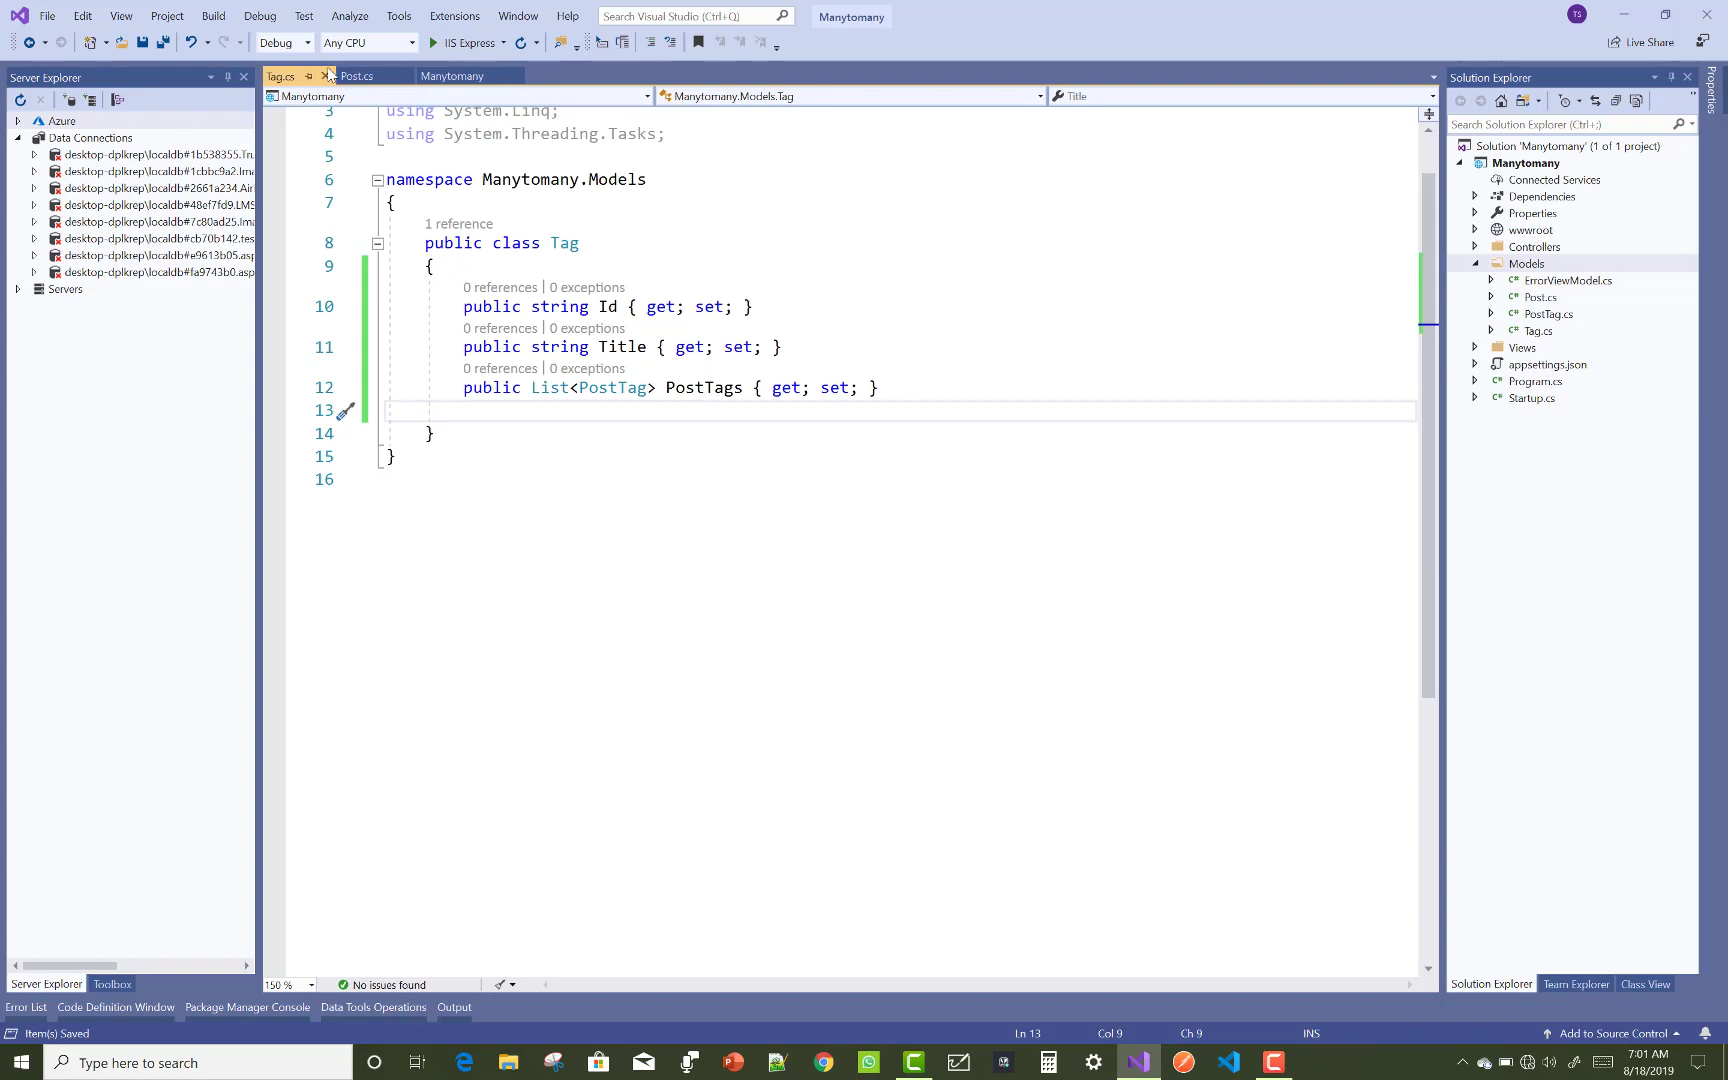 File Edit View Project Build Debug Test Analyze Tools Extensions Window Help Search Visual Studio (Ctrl+Q) Manytomany TS
Debug Any CPU IIS Express Live Share
Server Explorer
Azure
Data Connections
desktop-dplkrep\localdb#1b538355.Tru
desktop-dplkrep\localdb#1cbbc9a2.Ima
desktop-dplkrep\localdb#2661a234.Airl
desktop-dplkrep\localdb#48ef7fd9.LMS
desktop-dplkrep\localdb#7c80ad25.Ima
desktop-dplkrep\localdb#cb70b142.tes
desktop-dplkrep\localdb#e9613b05.asp
desktop-dplkrep\localdb#fa9743b0.asp
Servers
Server Explorer Toolbox
Tag.cs Post.cs Manytomany
Manytomany Manytomany.Models.Tag Title
3 using System.Linq;
4 using System.Threading.Tasks;
5
6 namespace Manytomany.Models
7 {
1 reference
8 public class Tag
9 {
0 references | 0 exceptions
10 public string Id { get; set; }
0 references | 0 exceptions
11 public string Title { get; set; }
0 references | 0 exceptions
12 public List<PostTag> PostTags { get; set; }
13
14 }
15 }
16
150 % No issues found
Solution Explorer
Search Solution Explorer (Ctrl+;)
Solution 'Manytomany' (1 of 1 project)
Manytomany
Connected Services
Dependencies
Properties
wwwroot
Controllers
Models
ErrorViewModel.cs
Post.cs
PostTag.cs
Tag.cs
Views
appsettings.json
Program.cs
Startup.cs
Solution Explorer Team Explorer Class View
Properties
Error List Code Definition Window Package Manager Console Data Tools Operations Output
Item(s) Saved Ln 13 Col 9 Ch 9 INS Add to Source Control
Type here to search 7:01 AM
8/18/2019